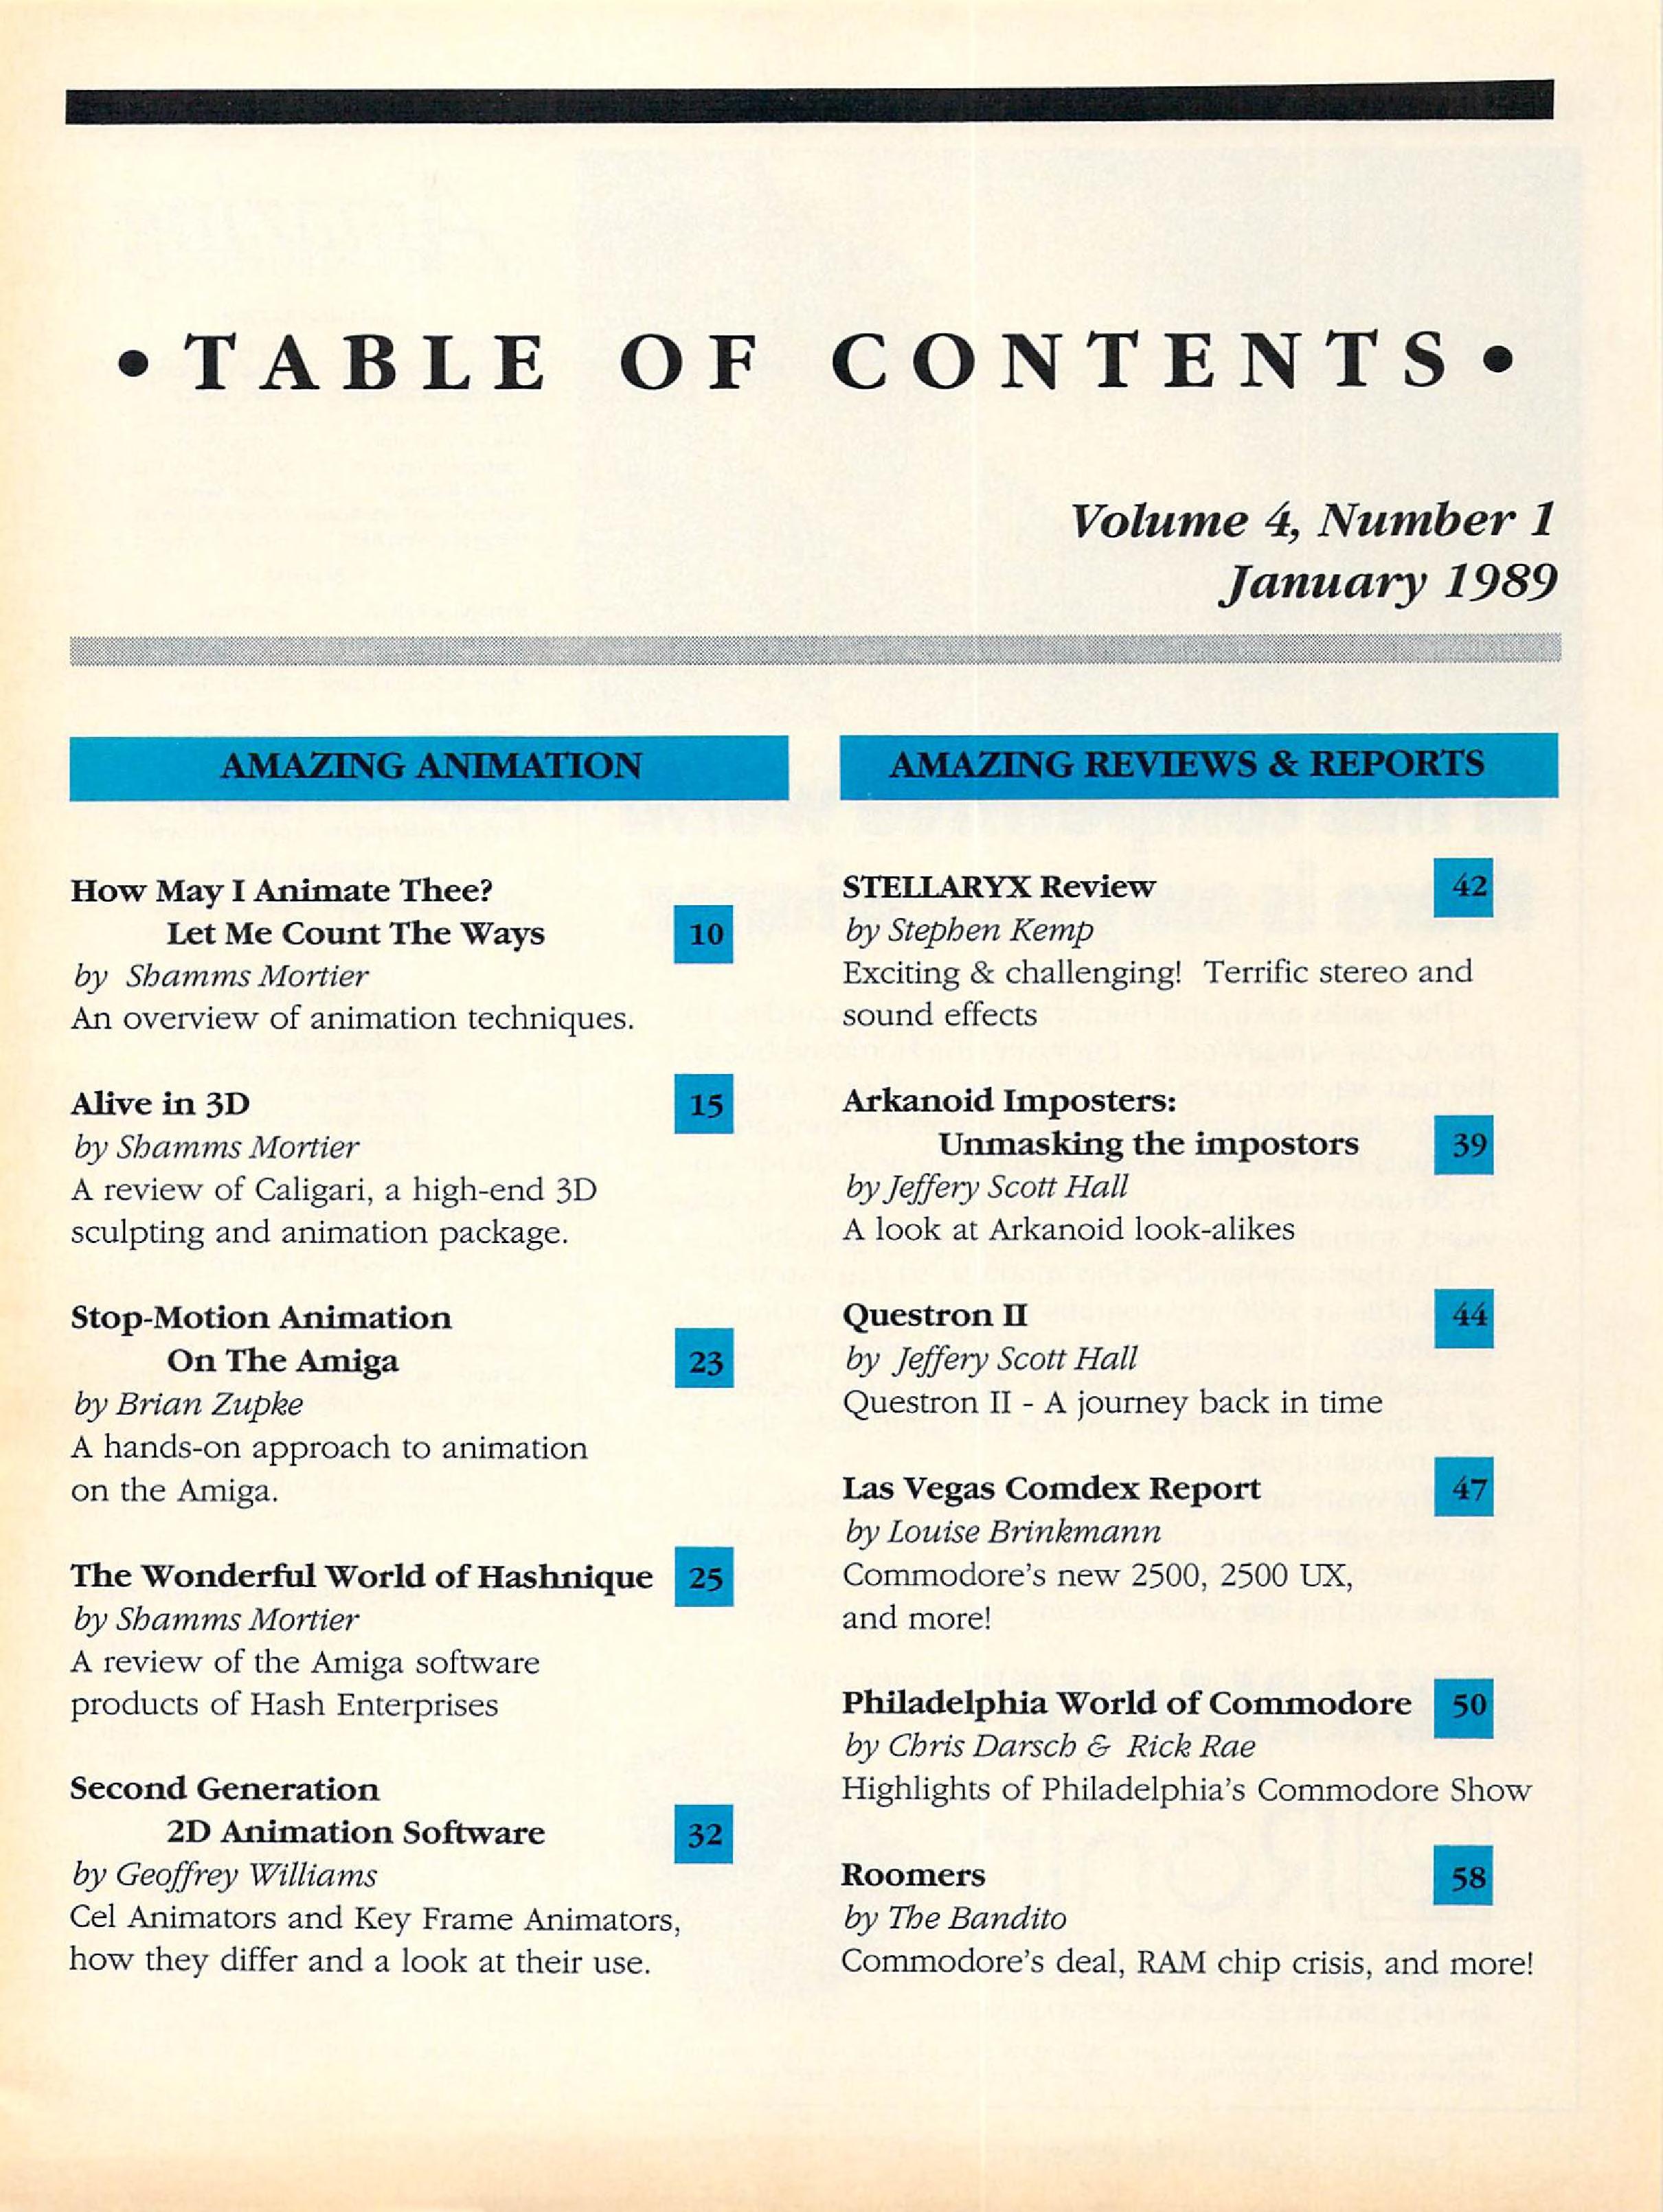 • TABLE OF CONTENTS •
Volume 4, Number 1
January 1989
AMAZING ANIMATION
How May I Animate Thee?
Let Me Count The Ways
10
by Shamms Mortier
An overview of animation techniques.
Alive in 3D
15
by Shamms Mortier
A review of Caligari, a high-end 3D
sculpting and animation package.
Stop-Motion Animation
On The Amiga
23
by Brian Zupke
A hands-on approach to animation
on the Amiga.
The Wonderful World of Hashnique
25
by Shamms Mortier
A review of the Amiga software
products of Hash Enterprises
Second Generation
2D Animation Software
32
by Geoffrey Williams
Cel Animators and Key Frame Animators,
how they differ and a look at their use.
AMAZING REVIEWS & REPORTS
STELLARYX Review
42
by Stephen Kemp
Exciting & challenging! Terrific stereo and
sound effects
Arkanoid Imposters:
Unmasking the impostors
39
by Jeffery Scott Hall
A look at Arkanoid look-alikes
Questron II
44
by Jeffery Scott Hall
Questron II - A journey back in time
Las Vegas Comdex Report
47
by Louise Brinkmann
Commodore's new 2500, 2500 UX,
and more!
Philadelphia World of Commodore
50
by Chris Darsch & Rick Rae
Highlights of Philadelphia's Commodore Show
Roomers
58
by The Bandito
Commodore's deal, RAM chip crisis, and more!